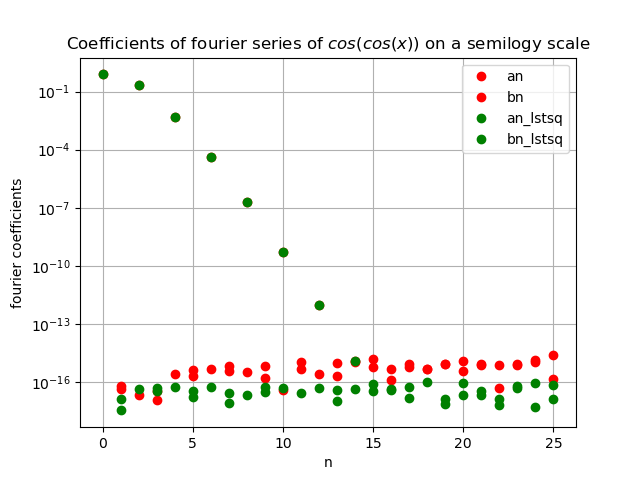 Coefficients of fourier series of cos(cos(x)) on a semilogy scale
an
bn
an_lstsq
bn_lstsq
fourier coefficients
10⁻¹
10⁻⁴
10⁻⁷
10⁻¹⁰
10⁻¹³
10⁻¹⁶
0 5 10 15 20 25
n